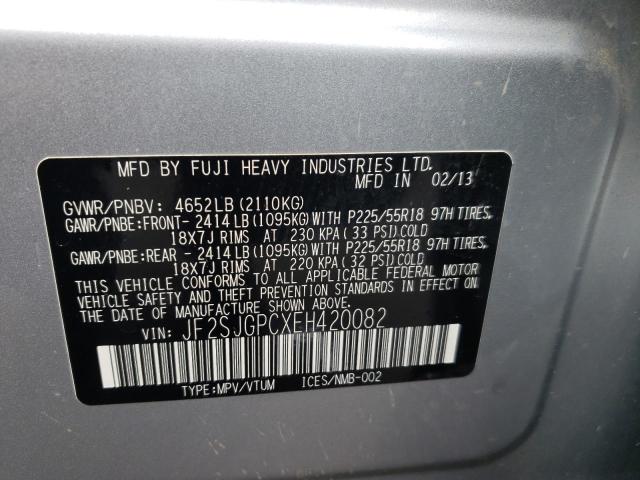 MFD BY FUJI HEAVY INDUSTRIES LTD.
MFD IN 02/13
GVWR/PNBV: 4652LB (2110KG)
GAWR/PNBE:FRONT- 2414LB(1095KG)WITH P225/55R18 97H TIRES,
18X7J RIMS AT 230 KPA (33 PSI)COLD
GAWR/PNBE:REAR - 2414LB(1095KG)WITH P225/55R18 97H TIRES,
18X7J RIMS AT 220 KPA (32 PSI)COLD
THIS VEHICLE CONFORMS TO ALL APPLICABLE FEDERAL MOTOR
VEHICLE SAFETY AND THEFT PREVENTION STANDARDS IN EFFECT ON
THE DATE OF MANUFACTURE SHOWN ABOVE.
VIN: JF2SJGPCXEH420082
TYPE:MPV/VTUM ICES/NMB-002